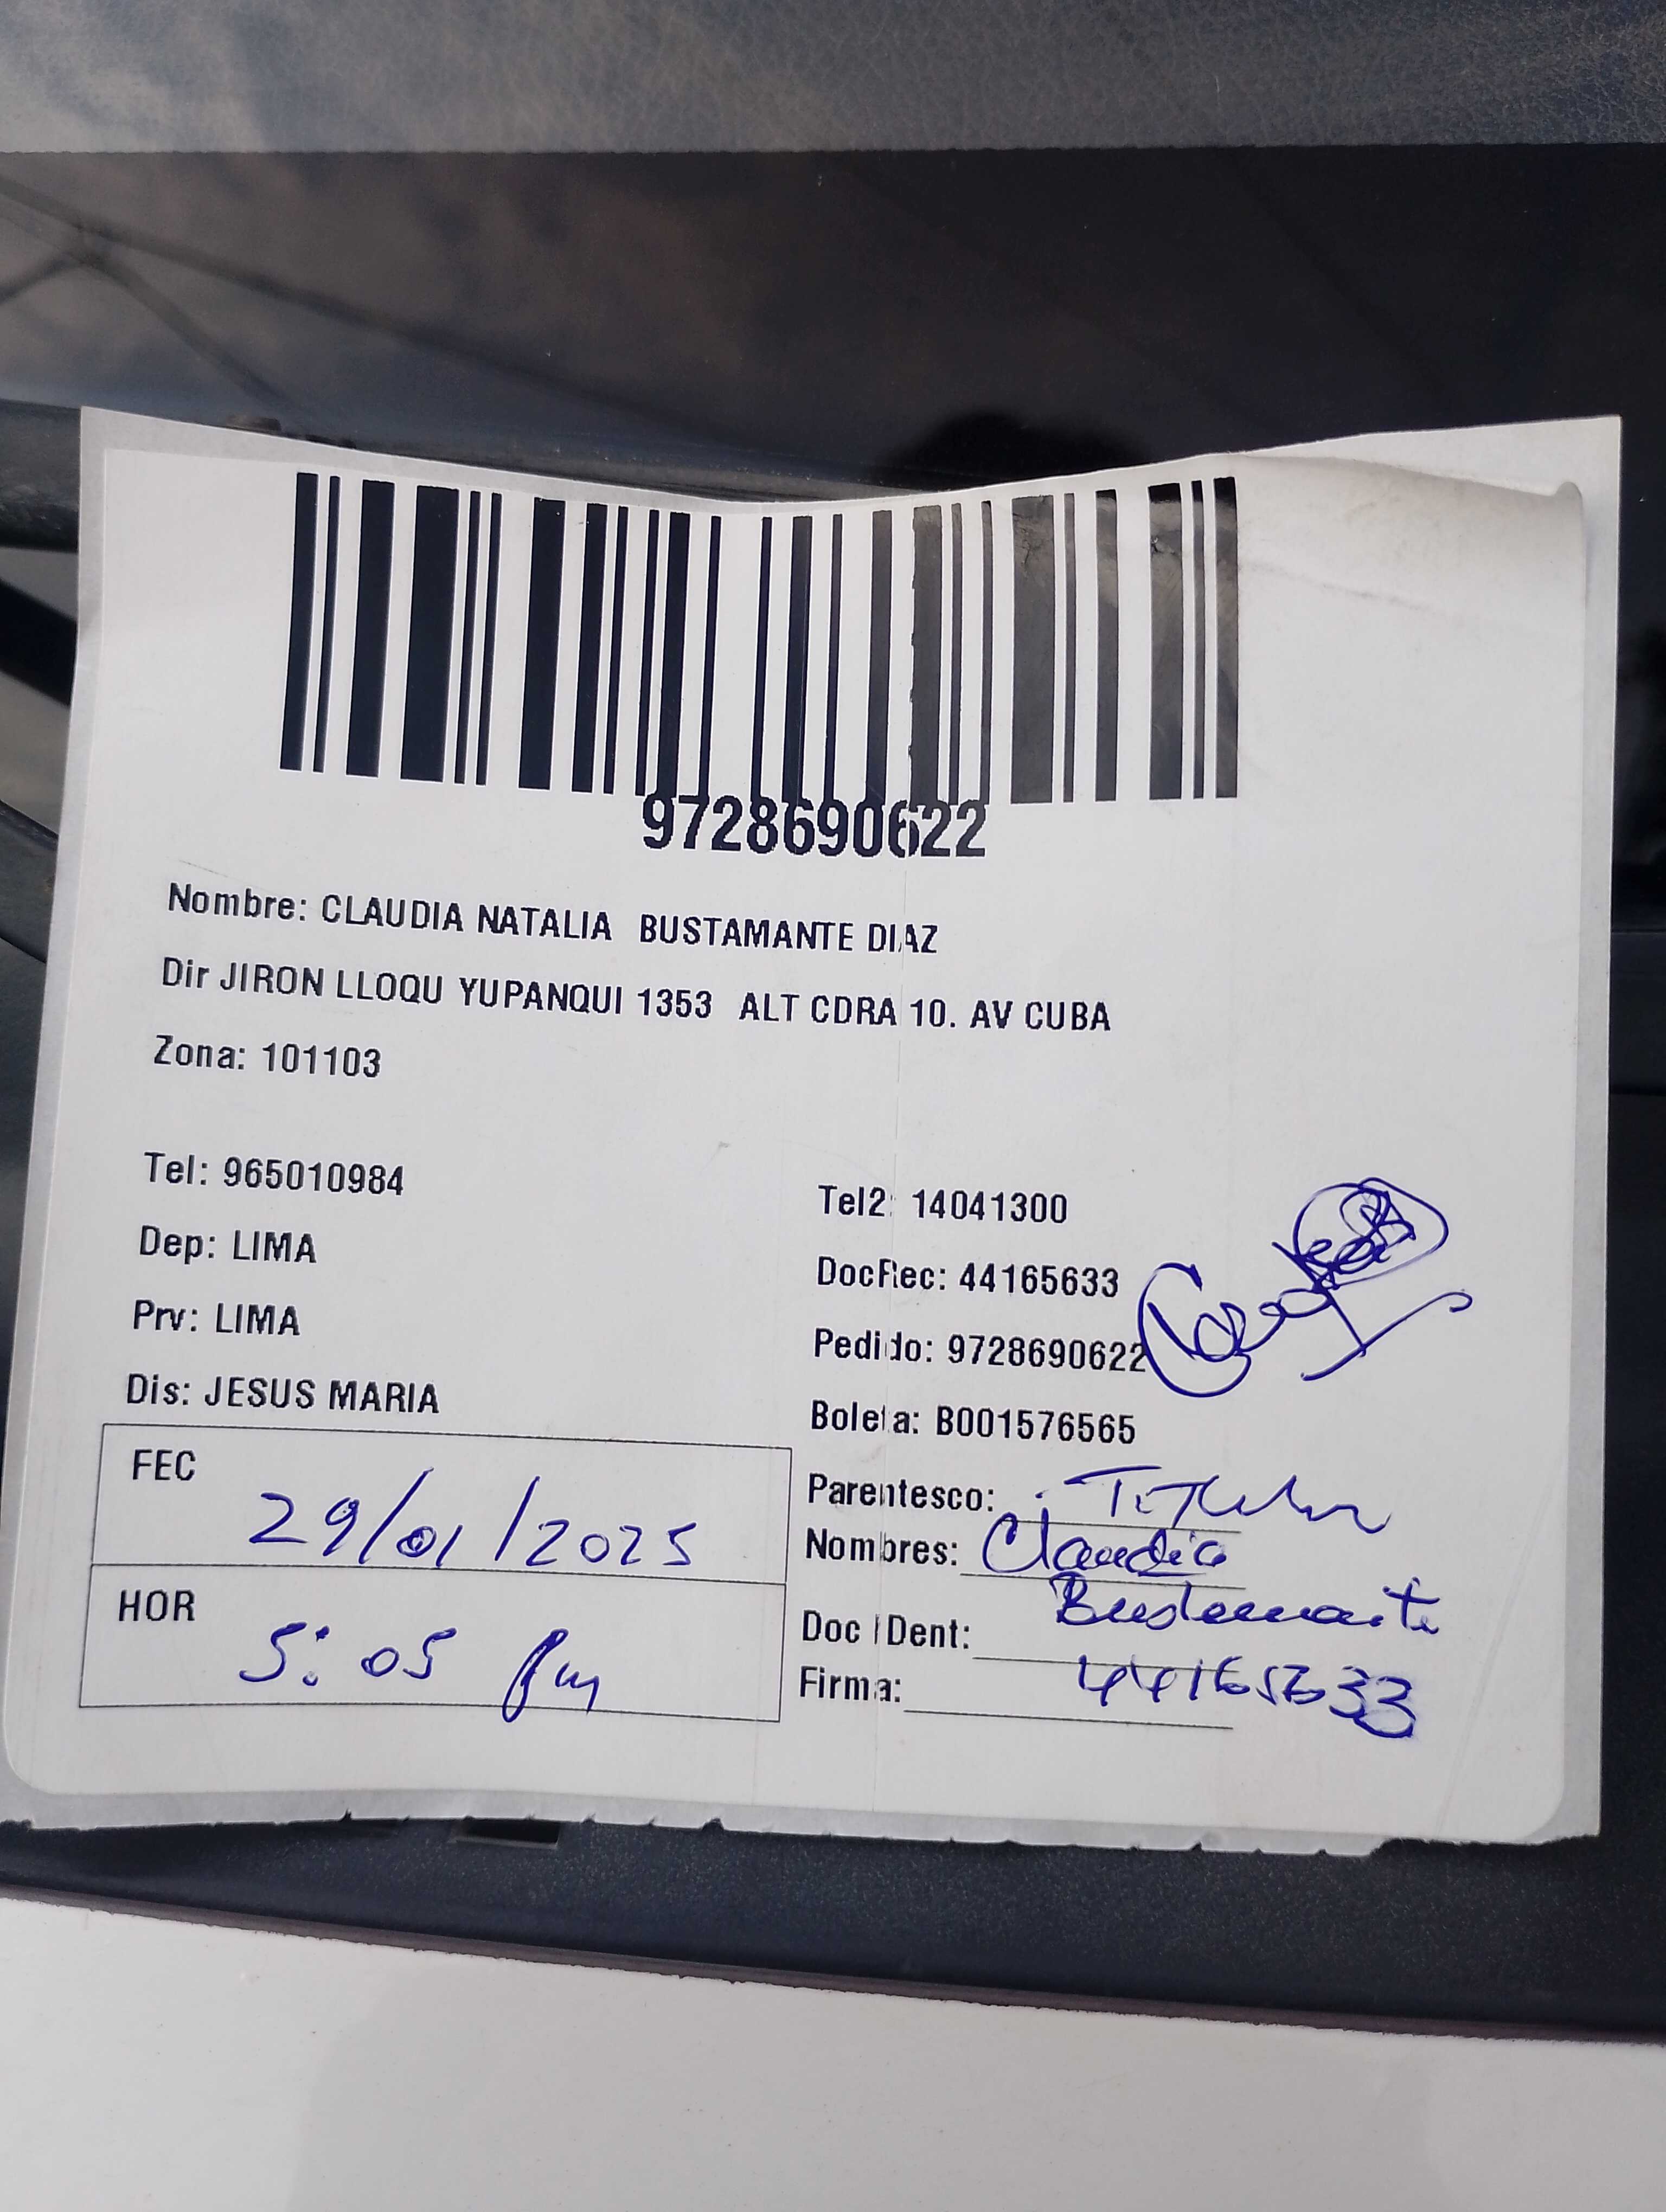 9728690622
Nombre: CLAUDIA NATALIA BUSTAMANTE DIAZ
Dir JIRON LLOQU YUPANQUI 1353 ALT CDRA 10. AV CUBA
Zona: 101103
Tel: 965010984
Dep: LIMA
Prv: LIMA
Dis: JESUS MARIA
Tel2: 14041300
DocRec: 44165633
Pedido: 9728690622
Boleta: B001576565
FEC 29/01/2025
HOR 5:05 pm
Parentesco: Titular
Nombres: Claudia
Bustamante
Doc IDent:
44165633
Firma: